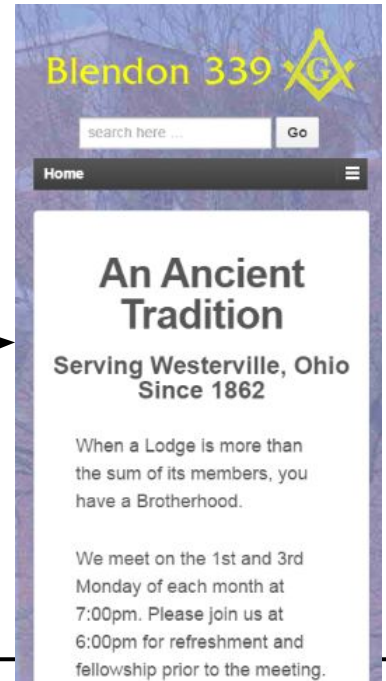 Blendon 339 G
search here ...
Go
Home
An Ancient
Tradition
Serving Westerville, Ohio
Since 1862
When a Lodge is more than
the sum of its members, you
have a Brotherhood.
We meet on the 1st and 3rd
Monday of each month at
7:00pm. Please join us at
6:00pm for refreshment and
fellowship prior to the meeting.